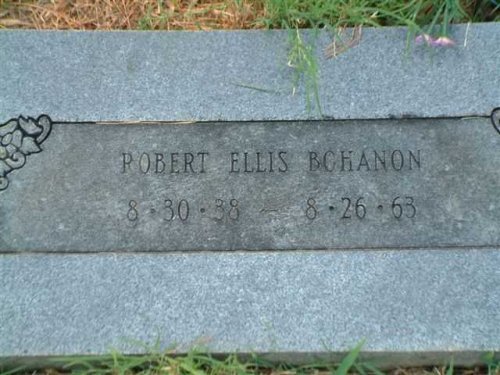 ROBERT ELLIS BOHANON
8 · 30 · 38 ~ 8 · 26 · 63